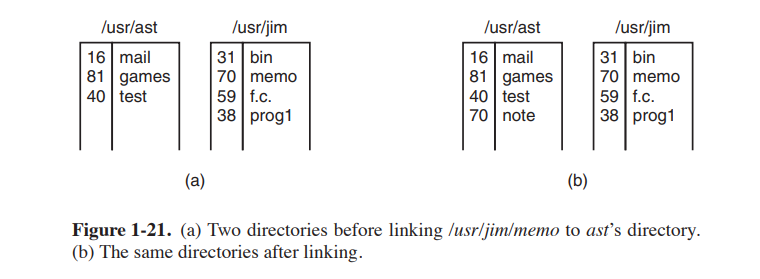 /usr/ast /usr/jim /usr/ast /usr/jim
16 mail 31 bin 16 mail 31 bin
81 games 70 memo 81 games 70 memo
40 test 59 f.c. 40 test 59 f.c.
38 prog1 70 note 38 prog1
(a) (b)
Figure 1-21. (a) Two directories before linking /usr/jim/memo to ast’s directory.
(b) The same directories after linking.